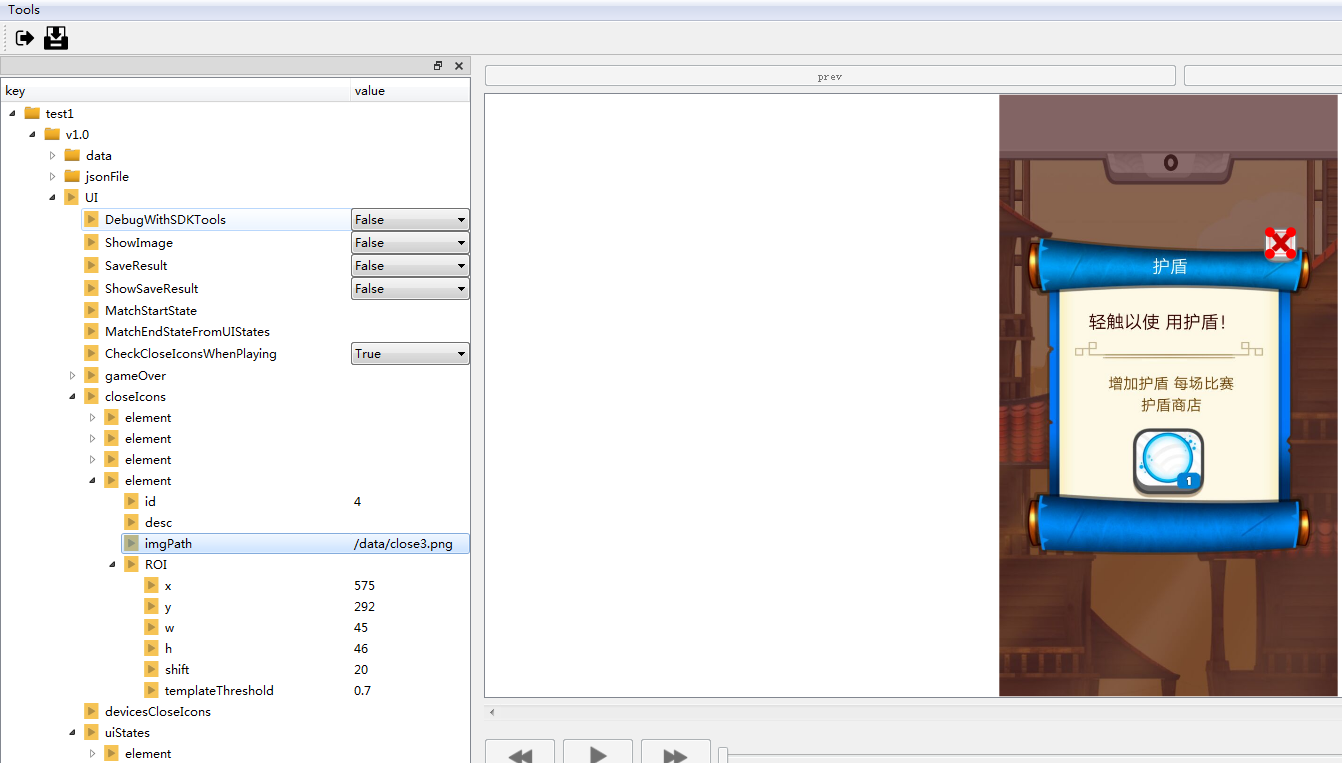 Tools
key value
test1
v1.0
data
jsonFile
UI
DebugWithSDKTools False
ShowImage False
SaveResult False
ShowSaveResult False
MatchStartState
MatchEndStateFromUIStates
CheckCloseIconsWhenPlaying True
gameOver
closeIcons
element
element
element
element
id 4
desc
imgPath /data/close3.png
ROI
x 575
y 292
w 45
h 46
shift 20
templateThreshold 0.7
devicesCloseIcons
uiStates
element
prev
0
护盾
轻触以使 用护盾！
增加护盾 每场比赛
护盾商店
1